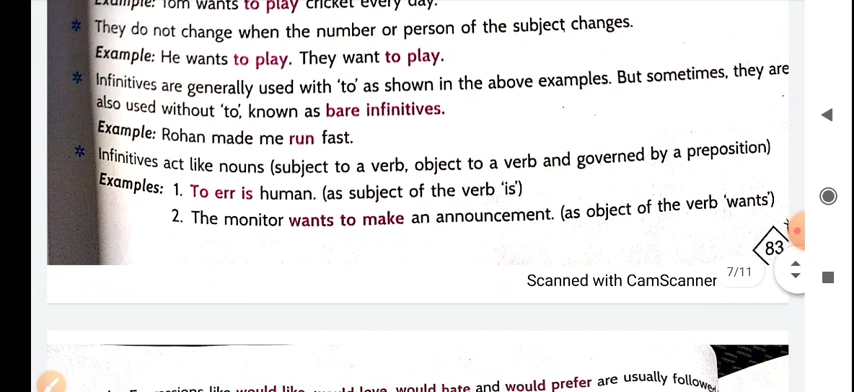 Example: Tom wants to play cricket every day.
* They do not change when the number or person of the subject changes.
Example: He wants to play. They want to play.
* Infinitives are generally used with ‘to’ as shown in the above examples. But sometimes, they are
also used without ‘to’, known as bare infinitives.
Example: Rohan made me run fast.
* Infinitives act like nouns (subject to a verb, object to a verb and governed by a preposition)
Examples: 1. To err is human. (as subject of the verb ‘is’)
2. The monitor wants to make an announcement. (as object of the verb ‘wants’)
83
Scanned with CamScanner
7/11
like would like, would love, would hate and would prefer are usually